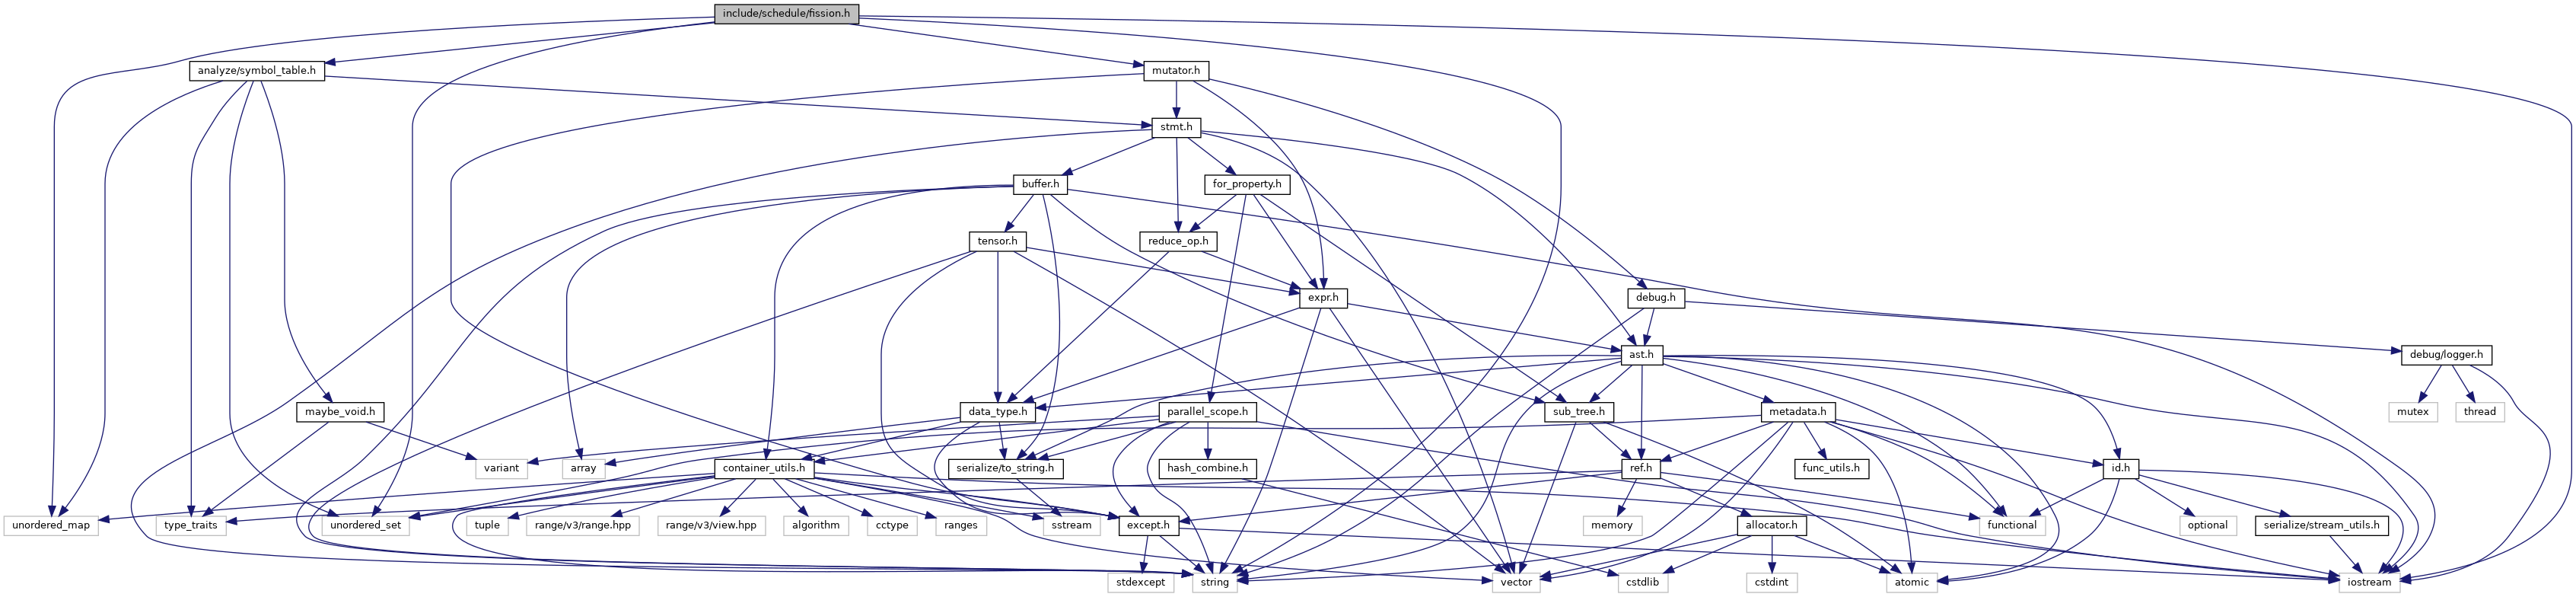 include/schedule/fission.h
analyze/symbol_table.h
mutator.h
stmt.h
buffer.h
for_property.h
tensor.h
reduce_op.h
expr.h
debug.h
ast.h
debug/logger.h
maybe_void.h
data_type.h
parallel_scope.h
sub_tree.h
metadata.h
mutex
thread
variant
array
container_utils.h
serialize/to_string.h
hash_combine.h
ref.h
func_utils.h
id.h
unordered_map
type_traits
unordered_set
tuple
range/v3/range.hpp
range/v3/view.hpp
algorithm
cctype
ranges
sstream
except.h
memory
allocator.h
functional
optional
serialize/stream_utils.h
stdexcept
string
vector
cstdlib
cstdint
atomic
iostream